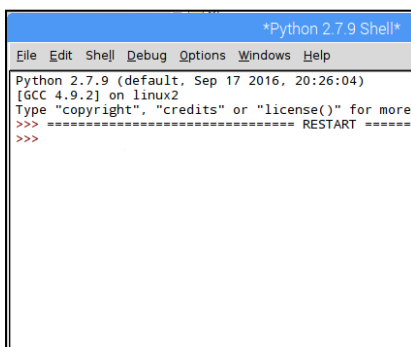 *Python 2.7.9 Shell*
File Edit Shell Debug Options Windows Help
Python 2.7.9 (default, Sep 17 2016, 20:26:04)
[GCC 4.9.2] on linux2
Type "copyright", "credits" or "license()" for more
>>> ================================ RESTART ======
>>>